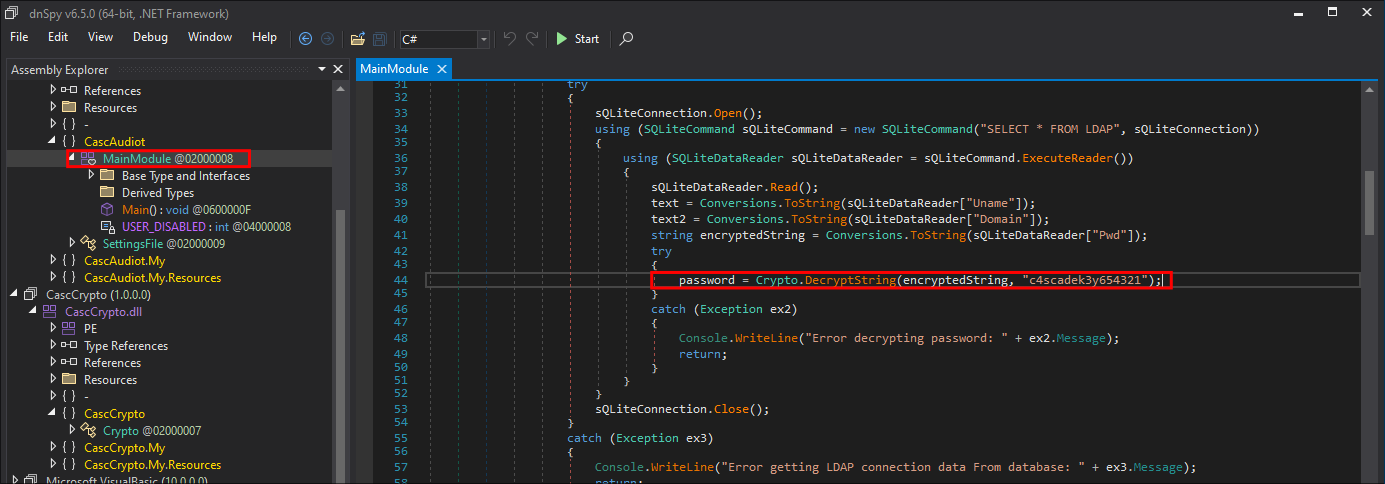 dnSpy v6.5.0 (64-bit, .NET Framework)
File Edit View Debug Window Help C# Start
Assembly Explorer
References
Resources
{ } -
{ } CascAudiot
MainModule @02000008
Base Type and Interfaces
Derived Types
Main() : void @0600000F
USER_DISABLED : int @04000008
SettingsFile @02000009
{ } CascAudiot.My
{ } CascAudiot.My.Resources
CascCrypto (1.0.0.0)
CascCrypto.dll
PE
Type References
References
Resources
{ } -
{ } CascCrypto
Crypto @02000007
{ } CascCrypto.My
{ } CascCrypto.My.Resources
Microsoft.VisualBasic (10.0.0.0)
MainModule
31 try
32 {
33 sQLiteConnection.Open();
34 using (SQLiteCommand sQLiteCommand = new SQLiteCommand("SELECT * FROM LDAP", sQLiteConnection))
35 {
36 using (SQLiteDataReader sQLiteDataReader = sQLiteCommand.ExecuteReader())
37 {
38 sQLiteDataReader.Read();
39 text = Conversions.ToString(sQLiteDataReader["Uname"]);
40 text2 = Conversions.ToString(sQLiteDataReader["Domain"]);
41 string encryptedString = Conversions.ToString(sQLiteDataReader["Pwd"]);
42 try
43 {
44 password = Crypto.DecryptString(encryptedString, "c4scadek3y654321");
45 }
46 catch (Exception ex2)
47 {
48 Console.WriteLine("Error decrypting password: " + ex2.Message);
49 return;
50 }
51 }
52 }
53 sQLiteConnection.Close();
54 }
55 catch (Exception ex3)
56 {
57 Console.WriteLine("Error getting LDAP connection data From database: " + ex3.Message);
58 return;